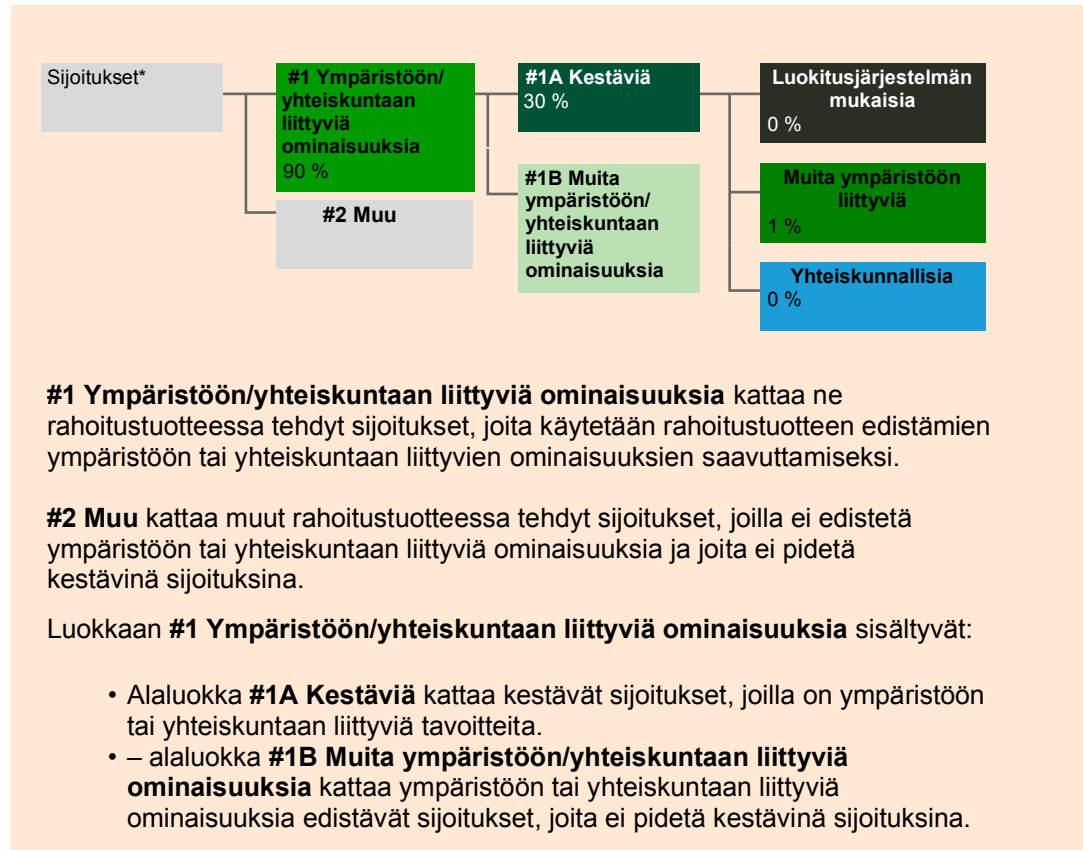 Sijoitukset*
#1 Ympäristöön/
yhteiskuntaan
liittyviä
ominaisuuksia
90 %
#2 Muu
#1A Kestäviä
30 %
#1B Muita
ympäristöön/
yhteiskuntaan
liittyviä
ominaisuuksia
Luokitusjärjestelmän
mukaisia
0 %
Muita ympäristöön
liittyviä
1 %
Yhteiskunnallisia
0 %
#1 Ympäristöön/yhteiskuntaan liittyviä ominaisuuksia kattaa ne
rahoitustuotteessa tehdyt sijoitukset, joita käytetään rahoitustuotteen edistämien
ympäristöön tai yhteiskuntaan liittyvien ominaisuuksien saavuttamiseksi.
#2 Muu kattaa muut rahoitustuotteessa tehdyt sijoitukset, joilla ei edistetä
ympäristöön tai yhteiskuntaan liittyviä ominaisuuksia ja joita ei pidetä
kestävinä sijoituksina.
Luokkaan #1 Ympäristöön/yhteiskuntaan liittyviä ominaisuuksia sisältyvät:
• Alaluokka #1A Kestäviä kattaa kestävät sijoitukset, joilla on ympäristöön
tai yhteiskuntaan liittyviä tavoitteita.
• – alaluokka #1B Muita ympäristöön/yhteiskuntaan liittyviä
ominaisuuksia kattaa ympäristöön tai yhteiskuntaan liittyviä
ominaisuuksia edistävät sijoitukset, joita ei pidetä kestävinä sijoituksina.